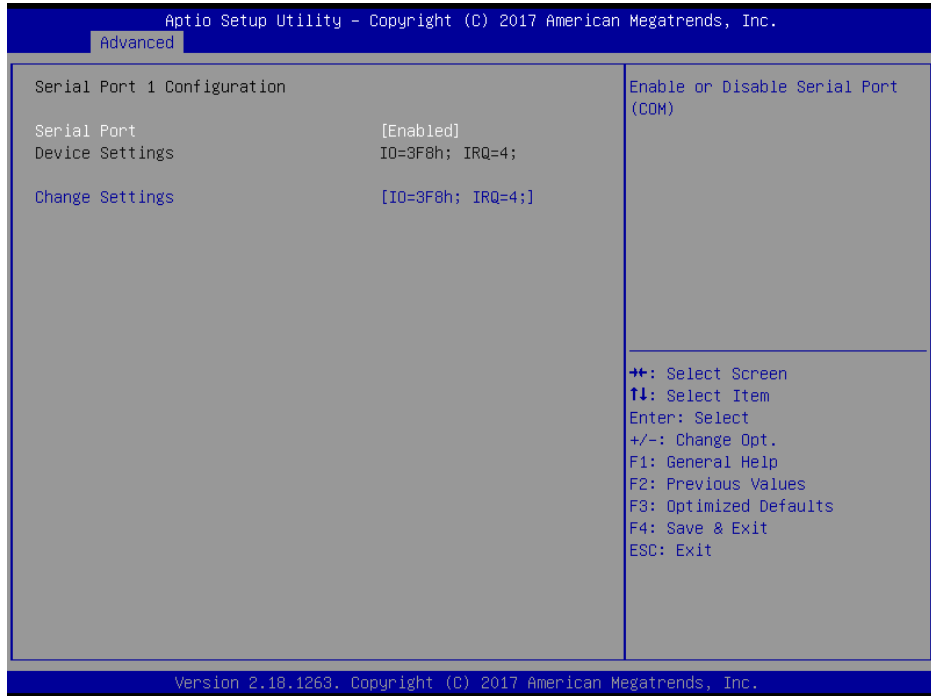 Aptio Setup Utility – Copyright (C) 2017 American Megatrends, Inc.
Advanced
Serial Port 1 Configuration
Serial Port [Enabled]
Device Settings IO=3F8h; IRQ=4;
Change Settings [IO=3F8h; IRQ=4;]
Enable or Disable Serial Port
(COM)
→←: Select Screen
↑↓: Select Item
Enter: Select
+/-: Change Opt.
F1: General Help
F2: Previous Values
F3: Optimized Defaults
F4: Save & Exit
ESC: Exit
Version 2.18.1263. Copyright (C) 2017 American Megatrends, Inc.